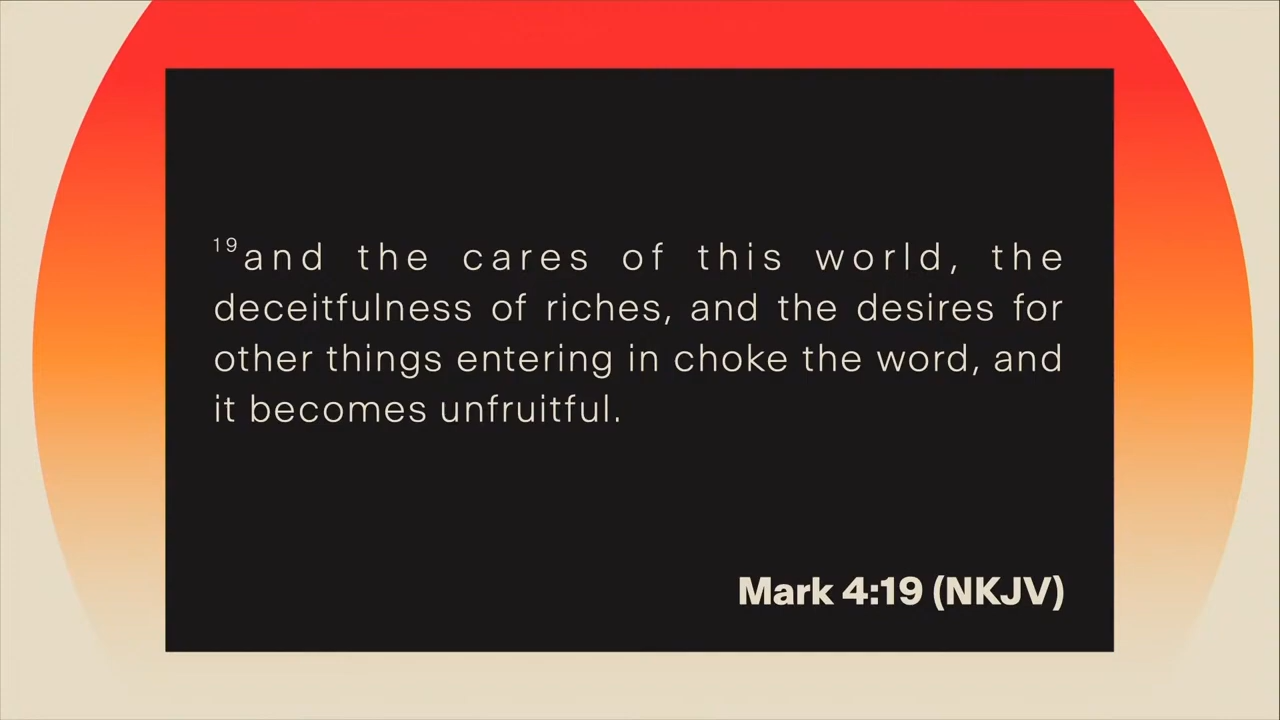 19and the cares of this world, the
deceitfulness of riches, and the desires for
other things entering in choke the word, and
it becomes unfruitful.
Mark 4:19 (NKJV)